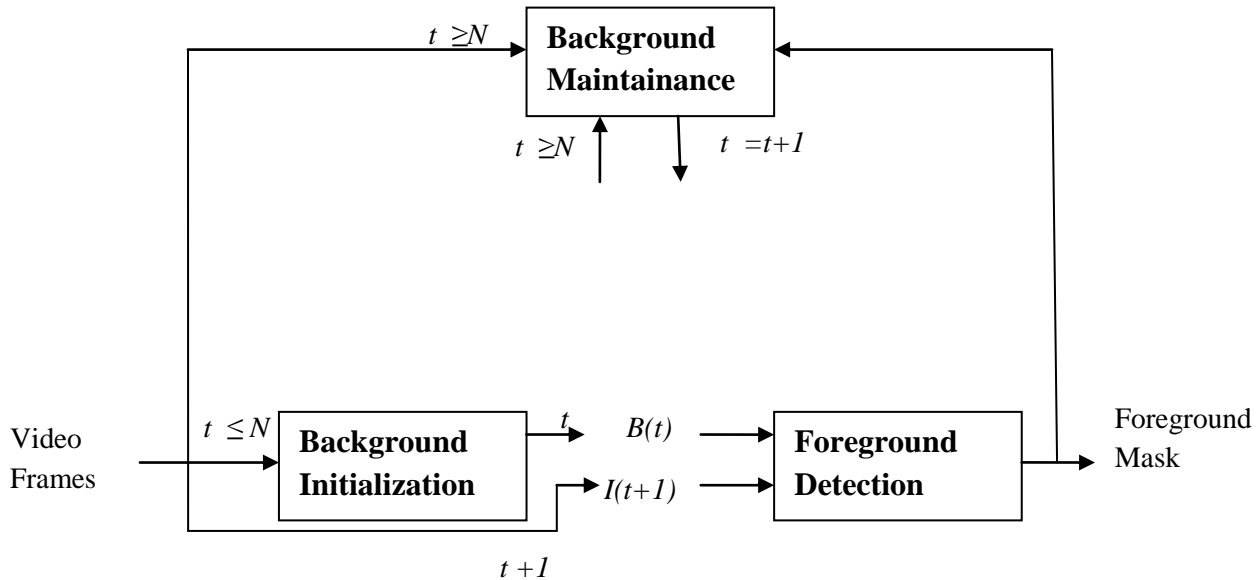 t ≥N
Background
Maintainance
t ≥N
t =t+1
Video
Frames
t ≤ N
Background
Initialization
t
B(t)
I(t+1)
Foreground
Detection
Foreground
Mask
t +1